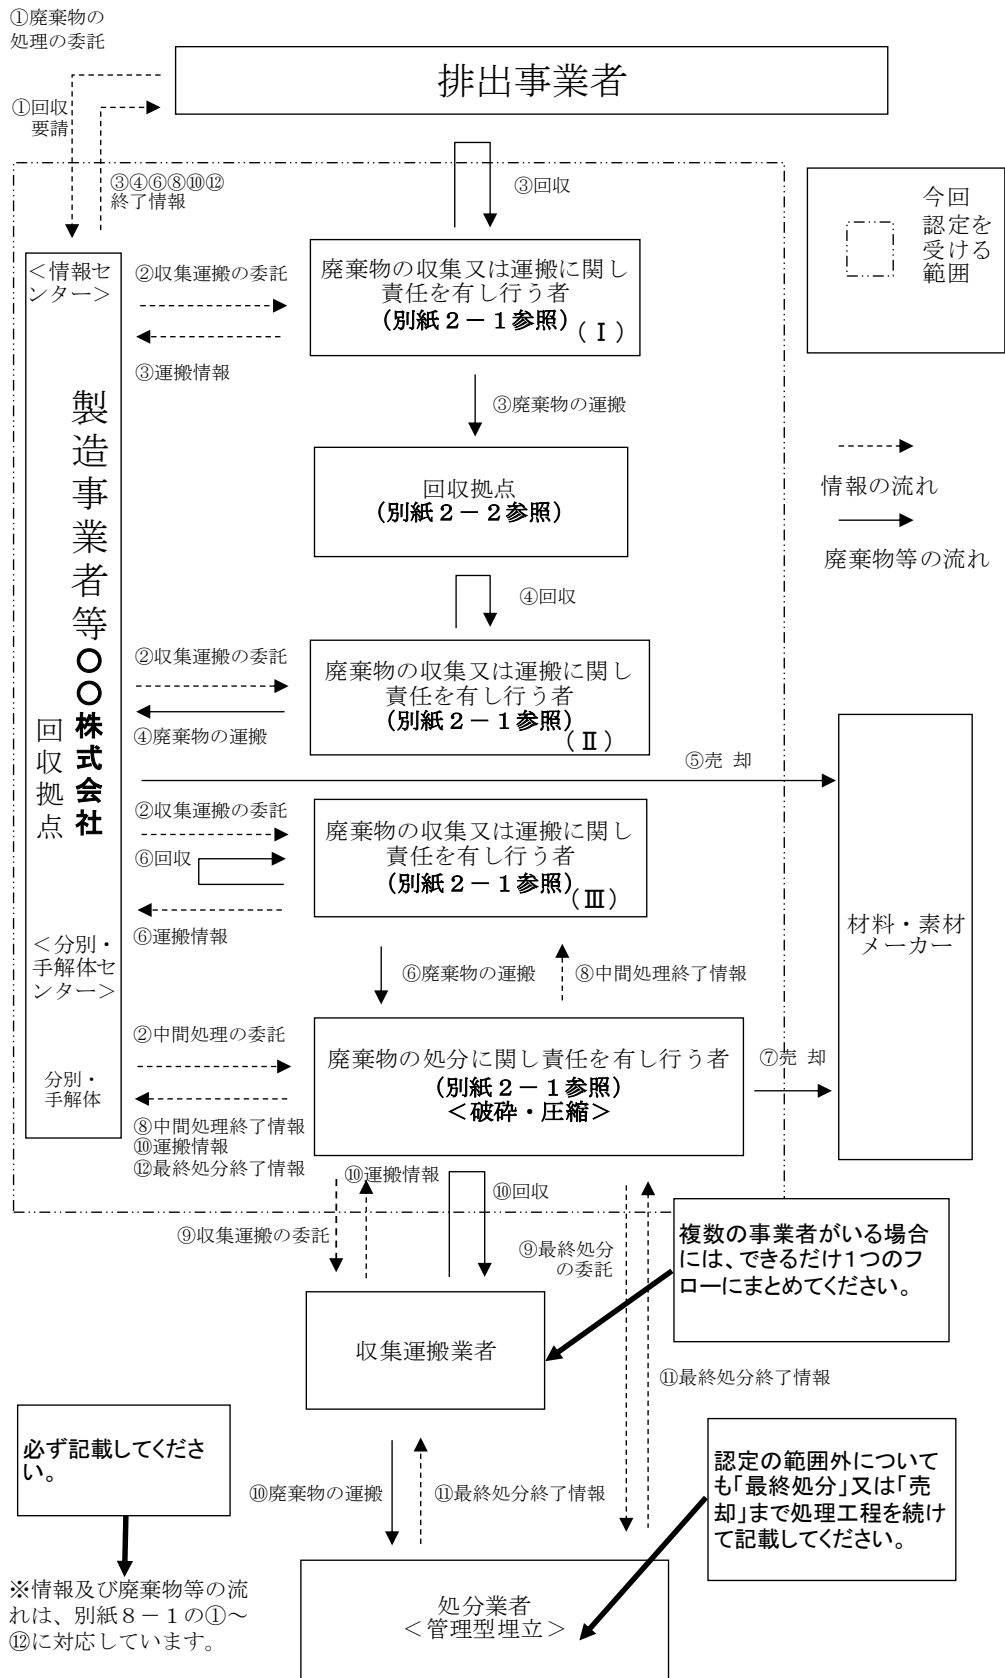 ①廃棄物の
処理の委託
排出事業者
①回収
要請
③④⑥⑧⑩⑫
終了情報
③回収
今回
認定を
受ける
範囲
＜情報セ
ンター＞
②収集運搬の委託
廃棄物の収集又は運搬に関し
責任を有し行う者
(別紙２－１参照)
（Ⅰ）
③運搬情報
③廃棄物の運搬
製造事業者等○○株式会社
回収拠点
回収拠点
(別紙２－２参照)
情報の流れ
廃棄物等の流れ
④回収
②収集運搬の委託
廃棄物の収集又は運搬に関し
責任を有し行う者
(別紙２－１参照)
（Ⅱ）
④廃棄物の運搬
⑤売 却
②収集運搬の委託
廃棄物の収集又は運搬に関し
責任を有し行う者
(別紙２－１参照)
（Ⅲ）
⑥回収
⑥運搬情報
材料・素材
メーカー
＜分別・
手解体セ
ンター＞
⑥廃棄物の運搬
⑧中間処理終了情報
②中間処理の委託
廃棄物の処分に関し責任を有し行う者
(別紙２－１参照)
＜破砕・圧縮＞
⑦売 却
分別・
手解体
⑧中間処理終了情報
⑩運搬情報
⑫最終処分終了情報
⑩運搬情報
⑩回収
⑨収集運搬の委託
⑨最終処分
の委託
複数の事業者がいる場合
には、できるだけ１つのフ
ローにまとめてください。
収集運搬業者
⑪最終処分終了情報
必ず記載してくださ
い。
⑩廃棄物の運搬
⑪最終処分終了情報
認定の範囲外について
も「最終処分」又は「売
却」まで処理工程を続け
て記載してください。
※情報及び廃棄物等の流
れは、別紙８－１の①～
⑫に対応しています。
処分業者
＜管理型埋立＞